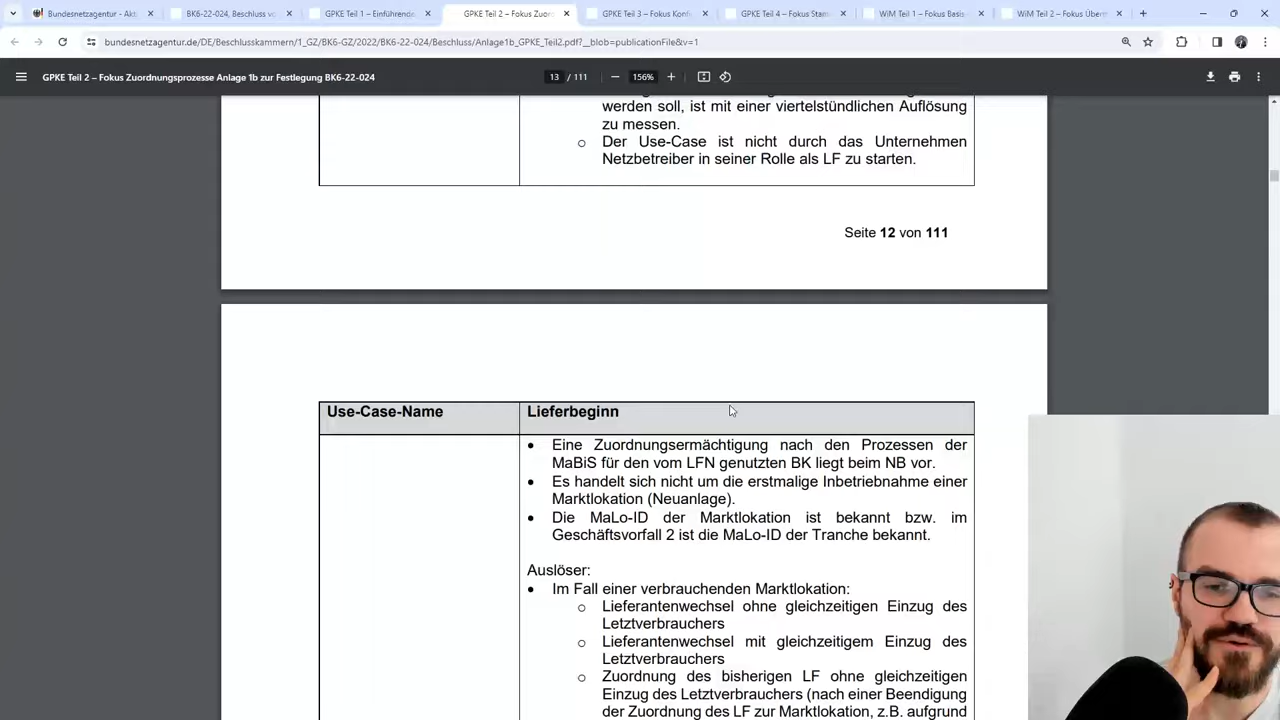 Bundesnetzagentur - Akt
BK6-22-024, Beschluss vo
GPKE Teil 1 – Einführende
GPKE Teil 2 – Fokus Zuor
GPKE Teil 3 – Fokus Konf
GPKE Teil 4 – Fokus Stam
WiM Teil 1 – Fokus Basis
WiM Teil 2 – Fokus Übert
bundesnetzagentur.de/DE/Beschlusskammern/1_GZ/BK6-GZ/2022/BK6-22-024/Beschluss/Anlage1b_GPKE_Teil2.pdf?__blob=publicationFile&v=1
GPKE Teil 2 – Fokus Zuordnungsprozesse Anlage 1b zur Festlegung BK6-22-024
13 / 111
156%
werden soll, ist mit einer viertelstündlichen Auflösung
zu messen.
o Der Use-Case ist nicht durch das Unternehmen
Netzbetreiber in seiner Rolle als LF zu starten.
Seite 12 von 111
Use-Case-Name
Lieferbeginn
• Eine Zuordnungsermächtigung nach den Prozessen der
MaBiS für den vom LFN genutzten BK liegt beim NB vor.
• Es handelt sich nicht um die erstmalige Inbetriebnahme einer
Marktlokation (Neuanlage).
• Die MaLo-ID der Marktlokation ist bekannt bzw. im
Geschäftsvorfall 2 ist die MaLo-ID der Tranche bekannt.
Auslöser:
• Im Fall einer verbrauchenden Marktlokation:
o Lieferantenwechsel ohne gleichzeitigen Einzug des
Letztverbrauchers
o Lieferantenwechsel mit gleichzeitigem Einzug des
Letztverbrauchers
o Zuordnung des bisherigen LF ohne gleichzeitigen
Einzug des Letztverbrauchers (nach einer Beendigung
der Zuordnung des LF zur Marktlokation, z.B. aufgrund